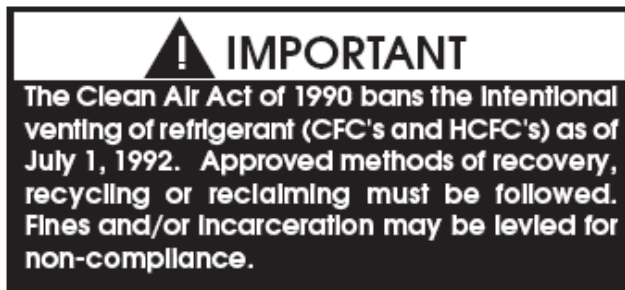 ! IMPORTANT
The Clean Air Act of 1990 bans the intentional
venting of refrigerant (CFC's and HCFC's) as of
July 1, 1992. Approved methods of recovery,
recycling or reclaiming must be followed.
Fines and/or incarceration may be levied for
non-compliance.